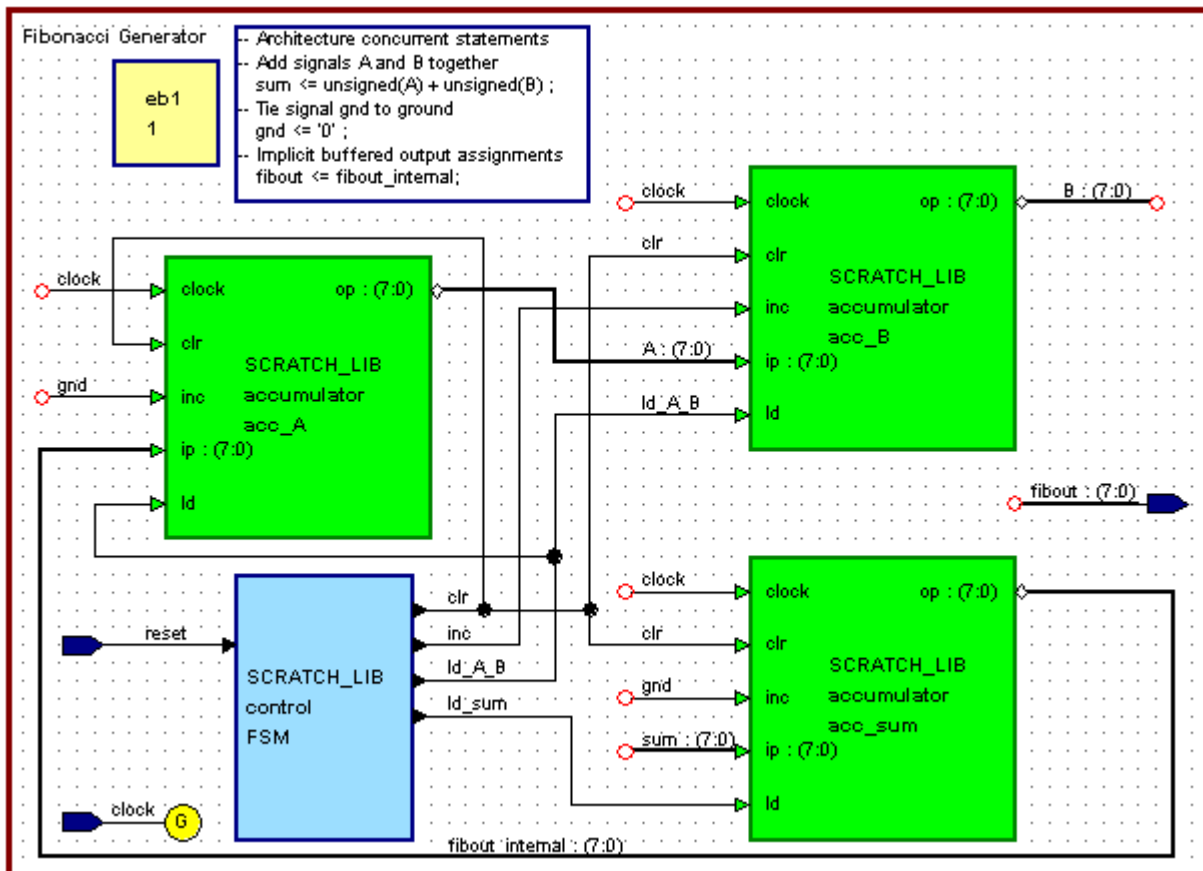 Fibonacci Generator
eb1
1
-- Architecture concurrent statements
-- Add signals A and B together
sum <= unsigned(A) + unsigned(B) ;
-- Tie signal gnd to ground
gnd <= '0' ;
-- Implicit buffered output assignments
fibout <= fibout_internal;
clock
clock
op : (7:0)
B : (7:0)
clr
clr
SCRATCH_LIB
accumulator
acc_B
inc
A : (7:0)
ip : (7:0)
ld_A_B
ld
clock
clock
op : (7:0)
clr
SCRATCH_LIB
accumulator
acc_A
gnd
inc
ip : (7:0)
ld
fibout : (7:0)
reset
SCRATCH_LIB
control
FSM
clr
inc
ld_A_B
ld_sum
clock
G
clock
clock
op : (7:0)
clr
clr
SCRATCH_LIB
accumulator
acc_sum
gnd
inc
sum : (7:0)
ip : (7:0)
ld
fibout_internal : (7:0)